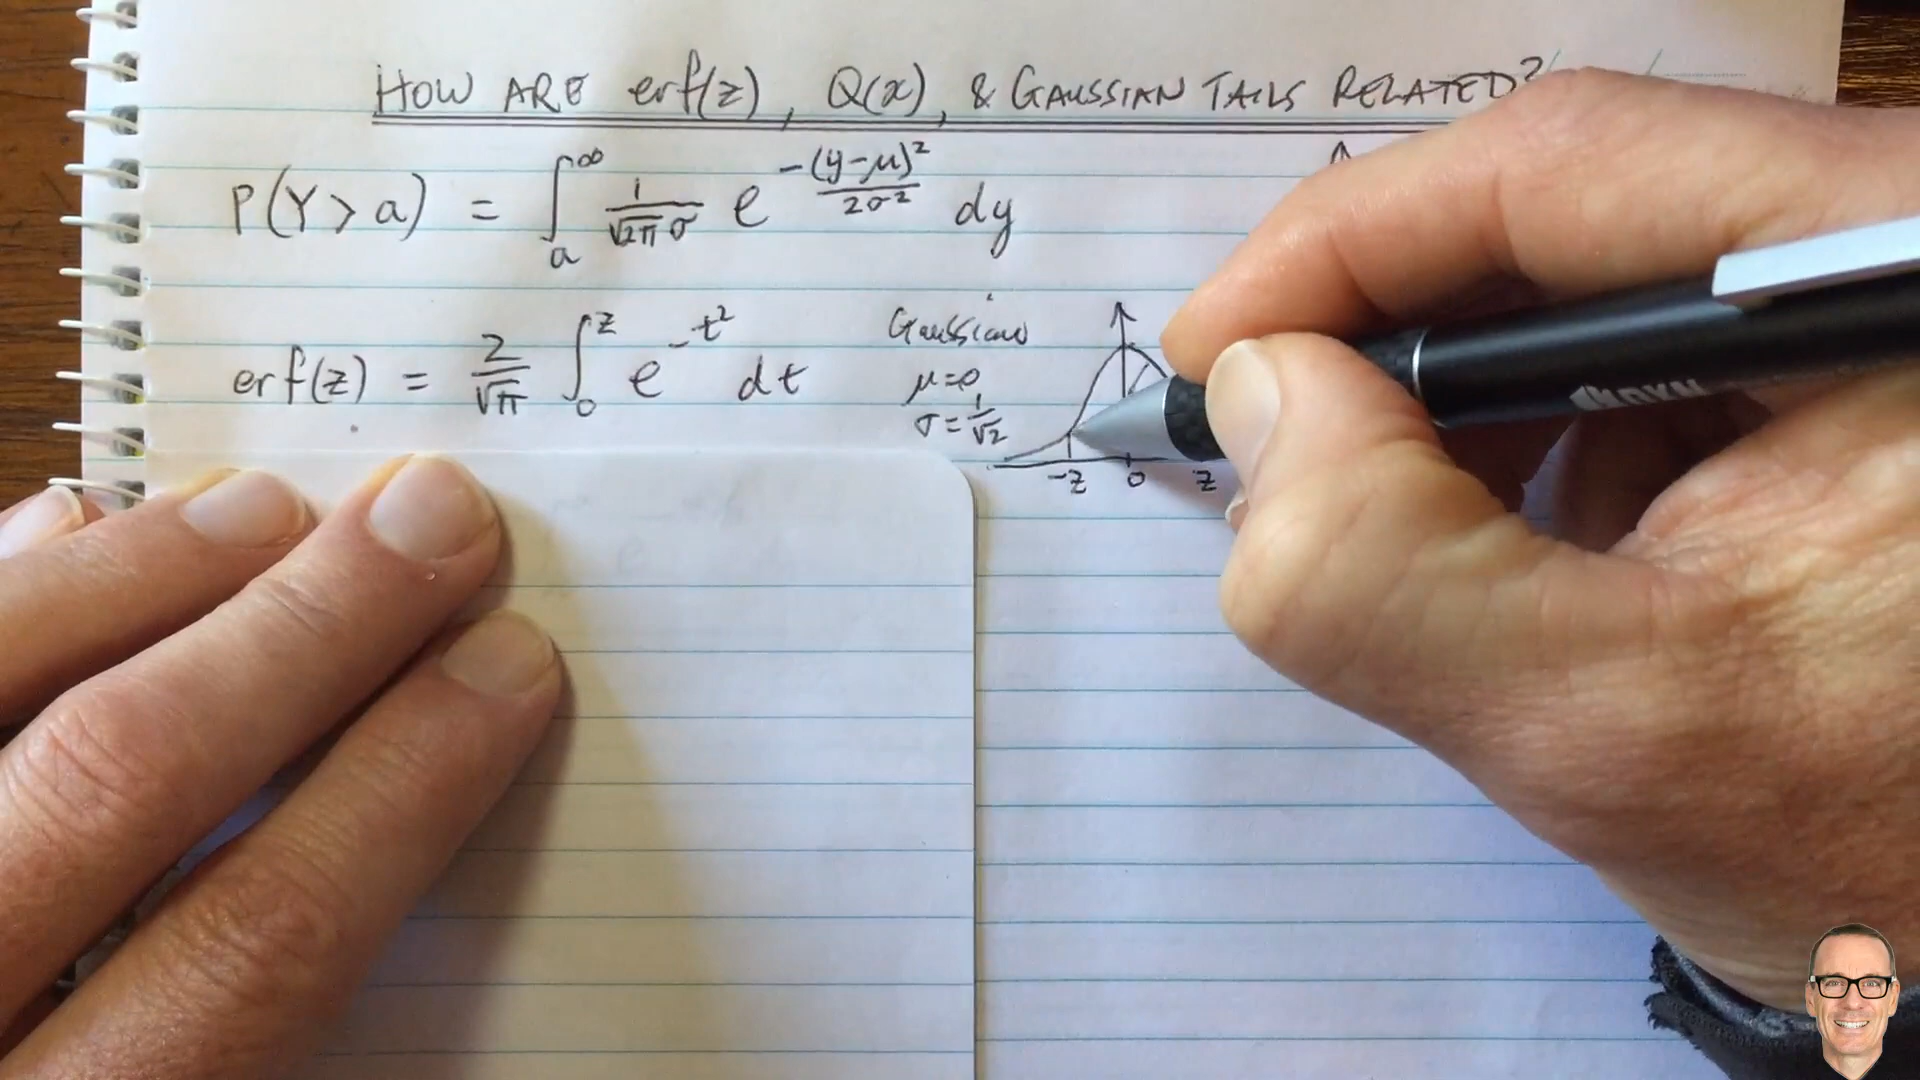 HOW ARE erf(z), Q(x), & GAUSSIAN TAILS RELATED?
P(Y > a) = ∫_a^∞ 1/(√2π σ) e^(-(y-μ)²/2σ²) dy
erf(z) = 2/√π ∫_0^z e^(-t²) dt
Gaussian
μ=0
σ=1/√2
-z 0 z